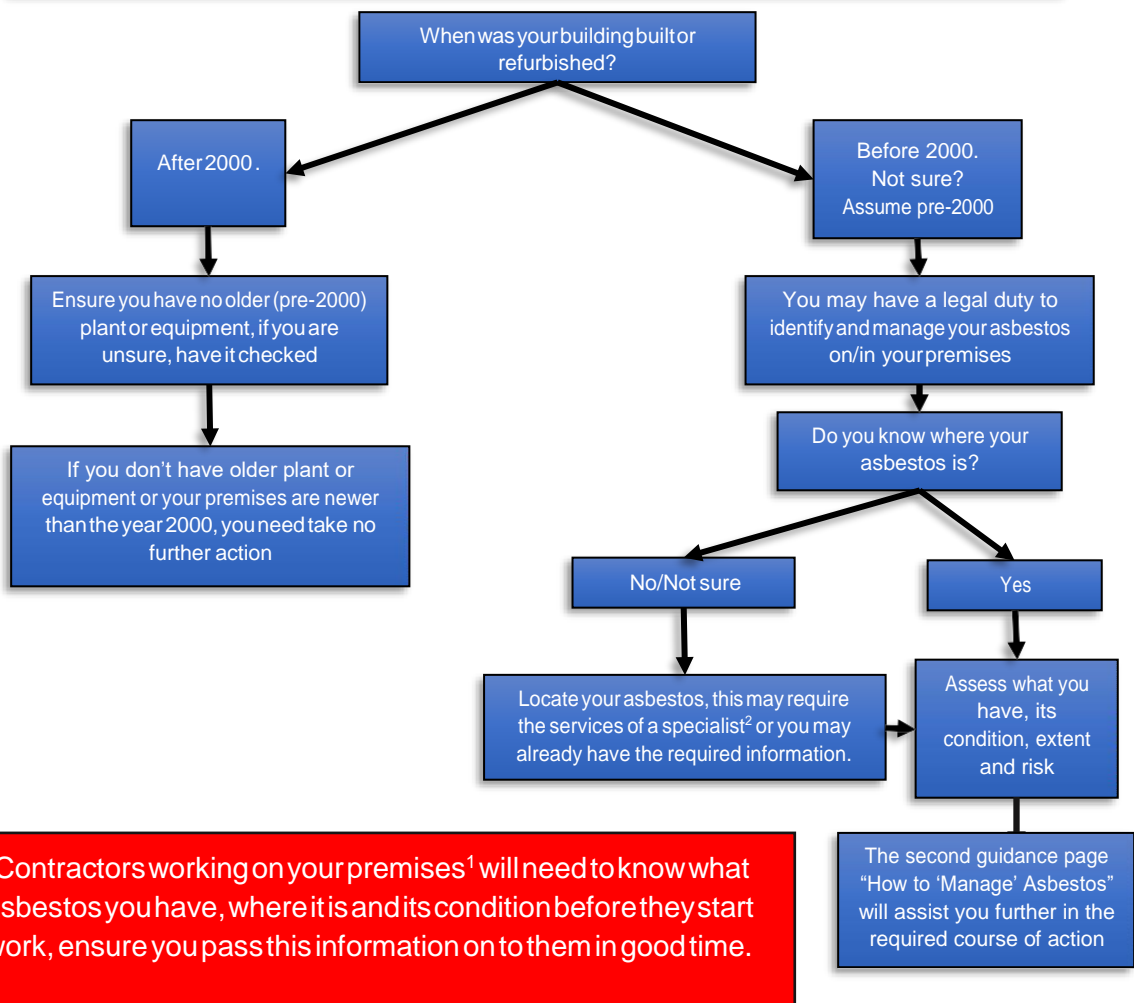 When was your building built or
refurbished?
After 2000.
Before 2000.
Not sure?
Assume pre-2000
Ensure you have no older (pre-2000)
plant or equipment, if you are
unsure, have it checked
You may have a legal duty to
identify and manage your asbestos
on/in your premises
If you don’t have older plant or
equipment or your premises are newer
than the year 2000, you need take no
further action
Do you know where your
asbestos is?
No/Not sure
Yes
Locate your asbestos, this may require
the services of a specialist² or you may
already have the required information.
Assess what you
have, its
condition, extent
and risk
Contractors working on your premises¹ will need to know what
sbestos you have, where it is and its condition before they start
work, ensure you pass this information on to them in good time.
The second guidance page
“How to ‘Manage’ Asbestos”
will assist you further in the
required course of action